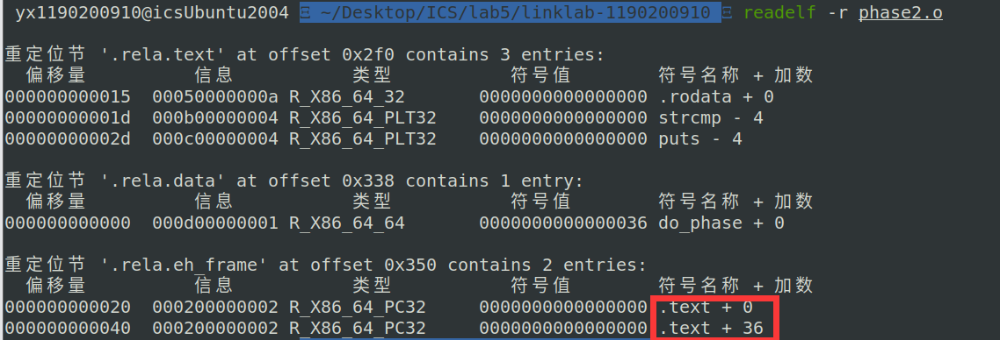 yx1190200910@icsUbuntu2004 Ξ ~/Desktop/ICS/lab5/linklab-1190200910 Ξ readelf -r phase2.o
重定位节 '.rela.text' at offset 0x2f0 contains 3 entries:
偏移量 信息 类型 符号值 符号名称 + 加数
000000000015 00050000000a R_X86_64_32 0000000000000000 .rodata + 0
00000000001d 000b00000004 R_X86_64_PLT32 0000000000000000 strcmp - 4
00000000002d 000c00000004 R_X86_64_PLT32 0000000000000000 puts - 4
重定位节 '.rela.data' at offset 0x338 contains 1 entry:
偏移量 信息 类型 符号值 符号名称 + 加数
000000000000 000d00000001 R_X86_64_64 0000000000000036 do_phase + 0
重定位节 '.rela.eh_frame' at offset 0x350 contains 2 entries:
偏移量 信息 类型 符号值 符号名称 + 加数
000000000020 000200000002 R_X86_64_PC32 0000000000000000 .text + 0
000000000040 000200000002 R_X86_64_PC32 0000000000000000 .text + 36